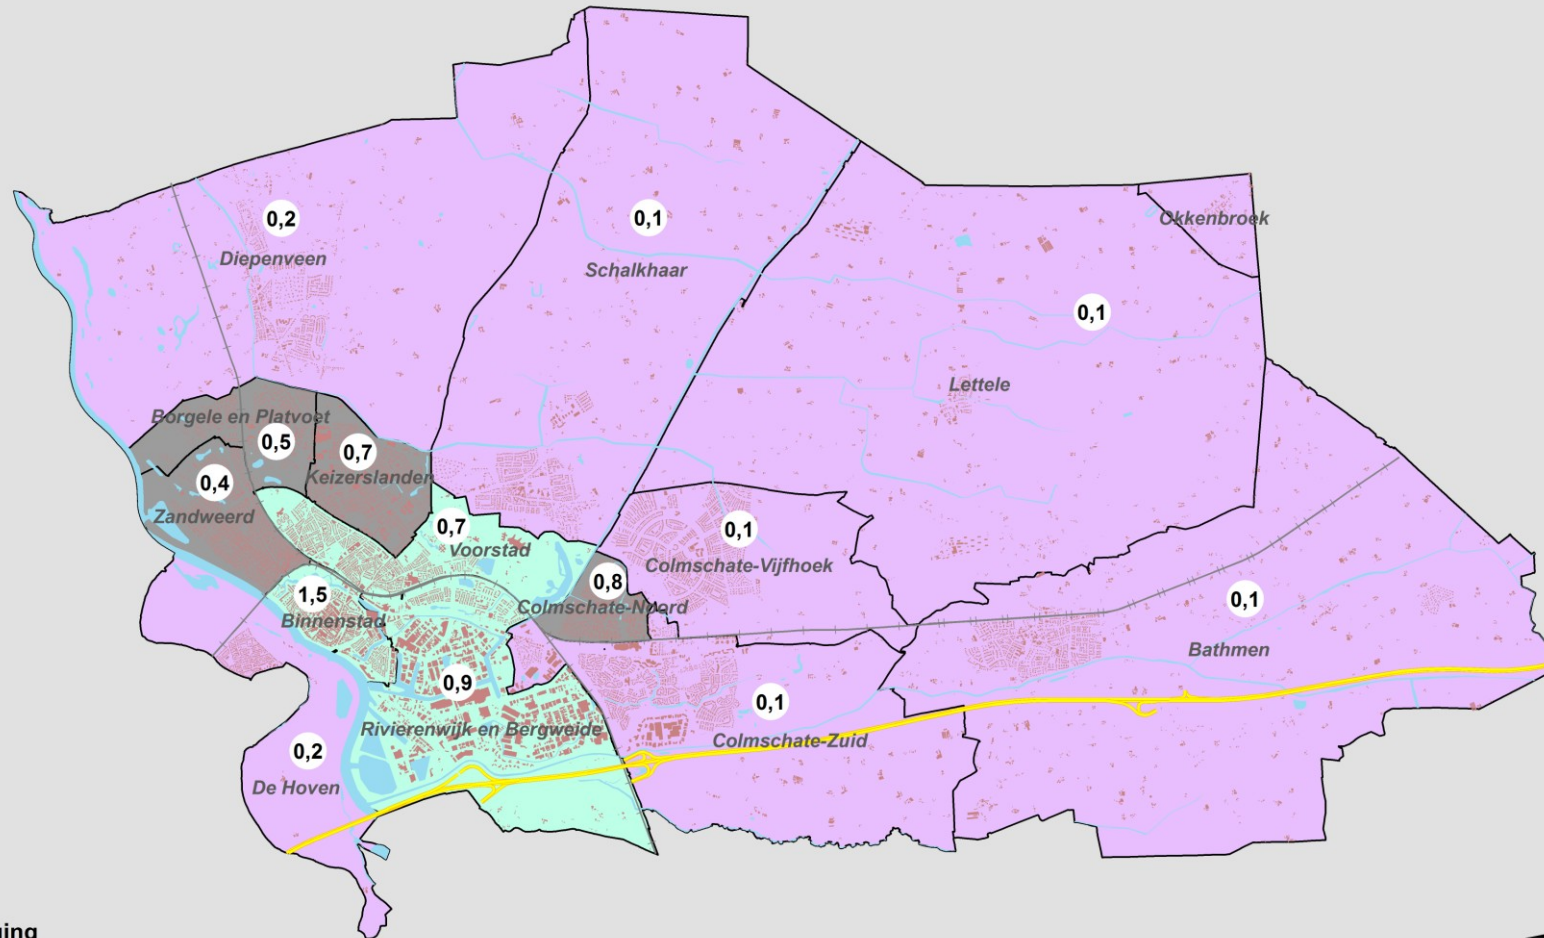 0,2
Diepenveen
0,1
Schalkhaar
Okkenbroek
0,1
Lettele
Borgele en Platvoet
0,5
0,7
Keizerslanden
0,4
Zandweerd
0,7
Voorstad
0,1
Colmschate-Vijfhoek
0,8
Colmschate-Noord
1,5
Binnenstad
0,1
Bathmen
0,9
Rivierenwijk en Bergweide
0,1
Colmschate-Zuid
0,2
De Hoven